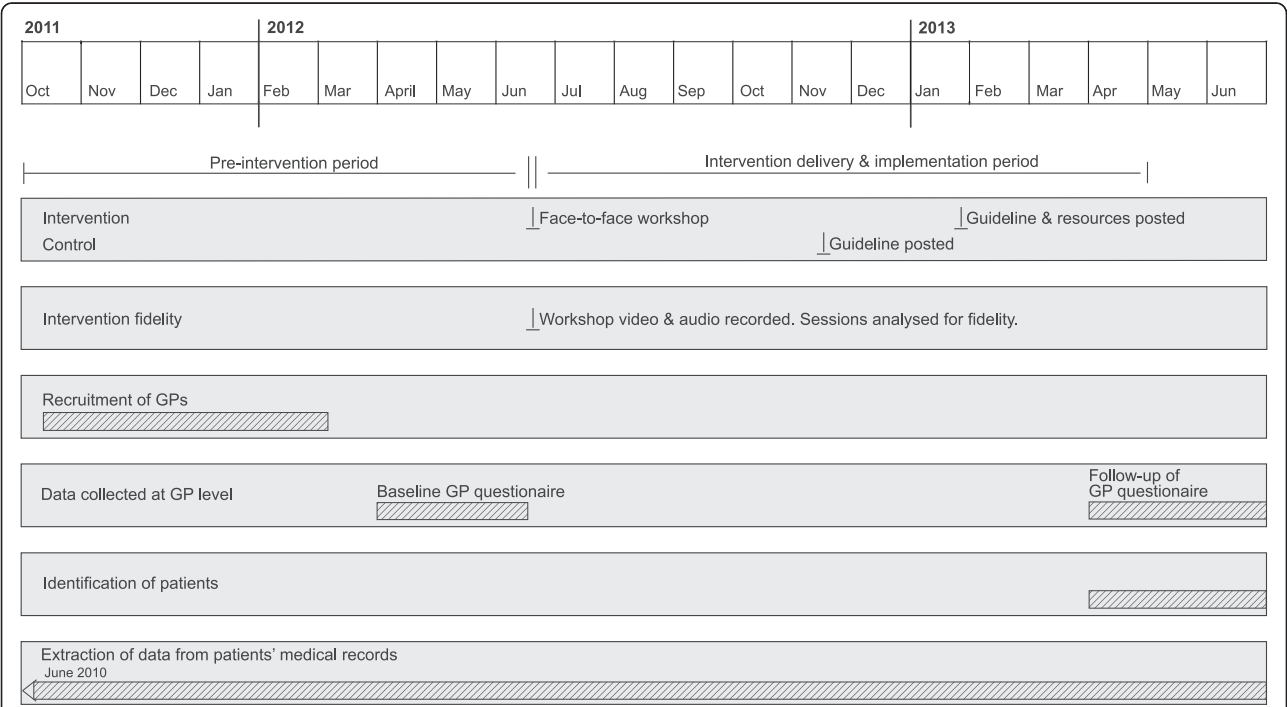 2011 2012 2013
Oct Nov Dec Jan Feb Mar April May Jun Jul Aug Sep Oct Nov Dec Jan Feb Mar Apr May Jun
Pre-intervention period Intervention delivery & implementation period
Intervention Face-to-face workshop Guideline & resources posted
Control Guideline posted
Intervention fidelity Workshop video & audio recorded. Sessions analysed for fidelity.
Recruitment of GPs
Data collected at GP level Baseline GP questionaire Follow-up of
GP questionaire
Identification of patients
Extraction of data from patients' medical records
June 2010